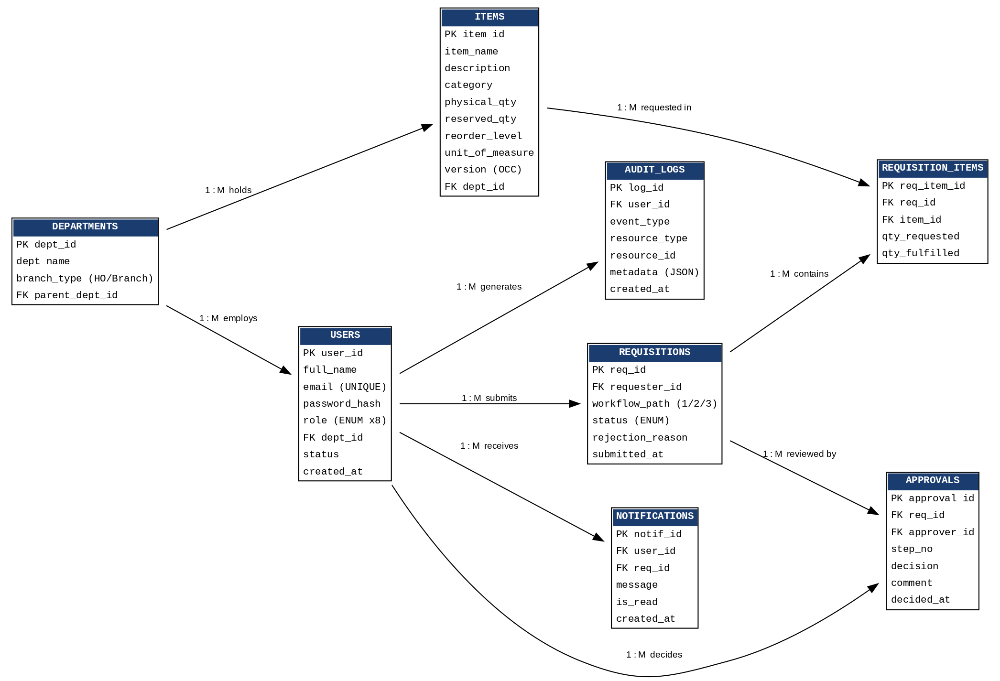 ITEMS
PK item_id
item_name
description
category
physical_qty
reserved_qty
reorder_level
unit_of_measure
version (OCC)
FK dept_id
1 : M requested in
1 : M holds
AUDIT_LOGS
PK log_id
FK user_id
event_type
resource_type
resource_id
metadata (JSON)
created_at
REQUISITION_ITEMS
PK req_item_id
FK req_id
FK item_id
qty_requested
qty_fulfilled
DEPARTMENTS
PK dept_id
dept_name
branch_type (HO/Branch)
FK parent_dept_id
1 : M generates
1 : M contains
1 : M employs
USERS
PK user_id
full_name
email (UNIQUE)
password_hash
role (ENUM x8)
FK dept_id
status
created_at
1 : M submits
REQUISITIONS
PK req_id
FK requester_id
workflow_path (1/2/3)
status (ENUM)
rejection_reason
submitted_at
1 : M receives
1 : M reviewed by
NOTIFICATIONS
PK notif_id
FK user_id
FK req_id
message
is_read
created_at
APPROVALS
PK approval_id
FK req_id
FK approver_id
step_no
decision
comment
decided_at
1 : M decides